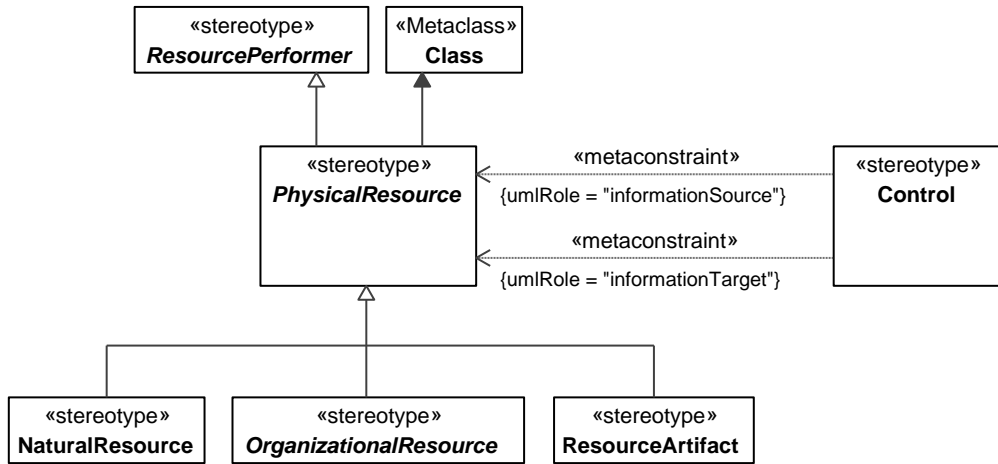 «stereotype»
ResourcePerformer
«Metaclass»
Class
«stereotype»
PhysicalResource
«metaconstraint»
{umlRole = "informationSource"}
«metaconstraint»
{umlRole = "informationTarget"}
«stereotype»
Control
«stereotype»
NaturalResource
«stereotype»
OrganizationalResource
«stereotype»
ResourceArtifact